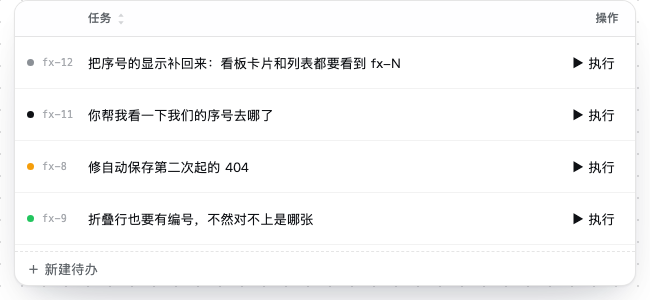 任务 操作
fx-12 把序号的显示补回来：看板卡片和列表都要看到 fx-N ▶ 执行
fx-11 你帮我看一下我们的序号去哪了 ▶ 执行
fx-8 修自动保存第二次起的 404 ▶ 执行
fx-9 折叠行也要有编号，不然对不上是哪张 ▶ 执行
+ 新建待办